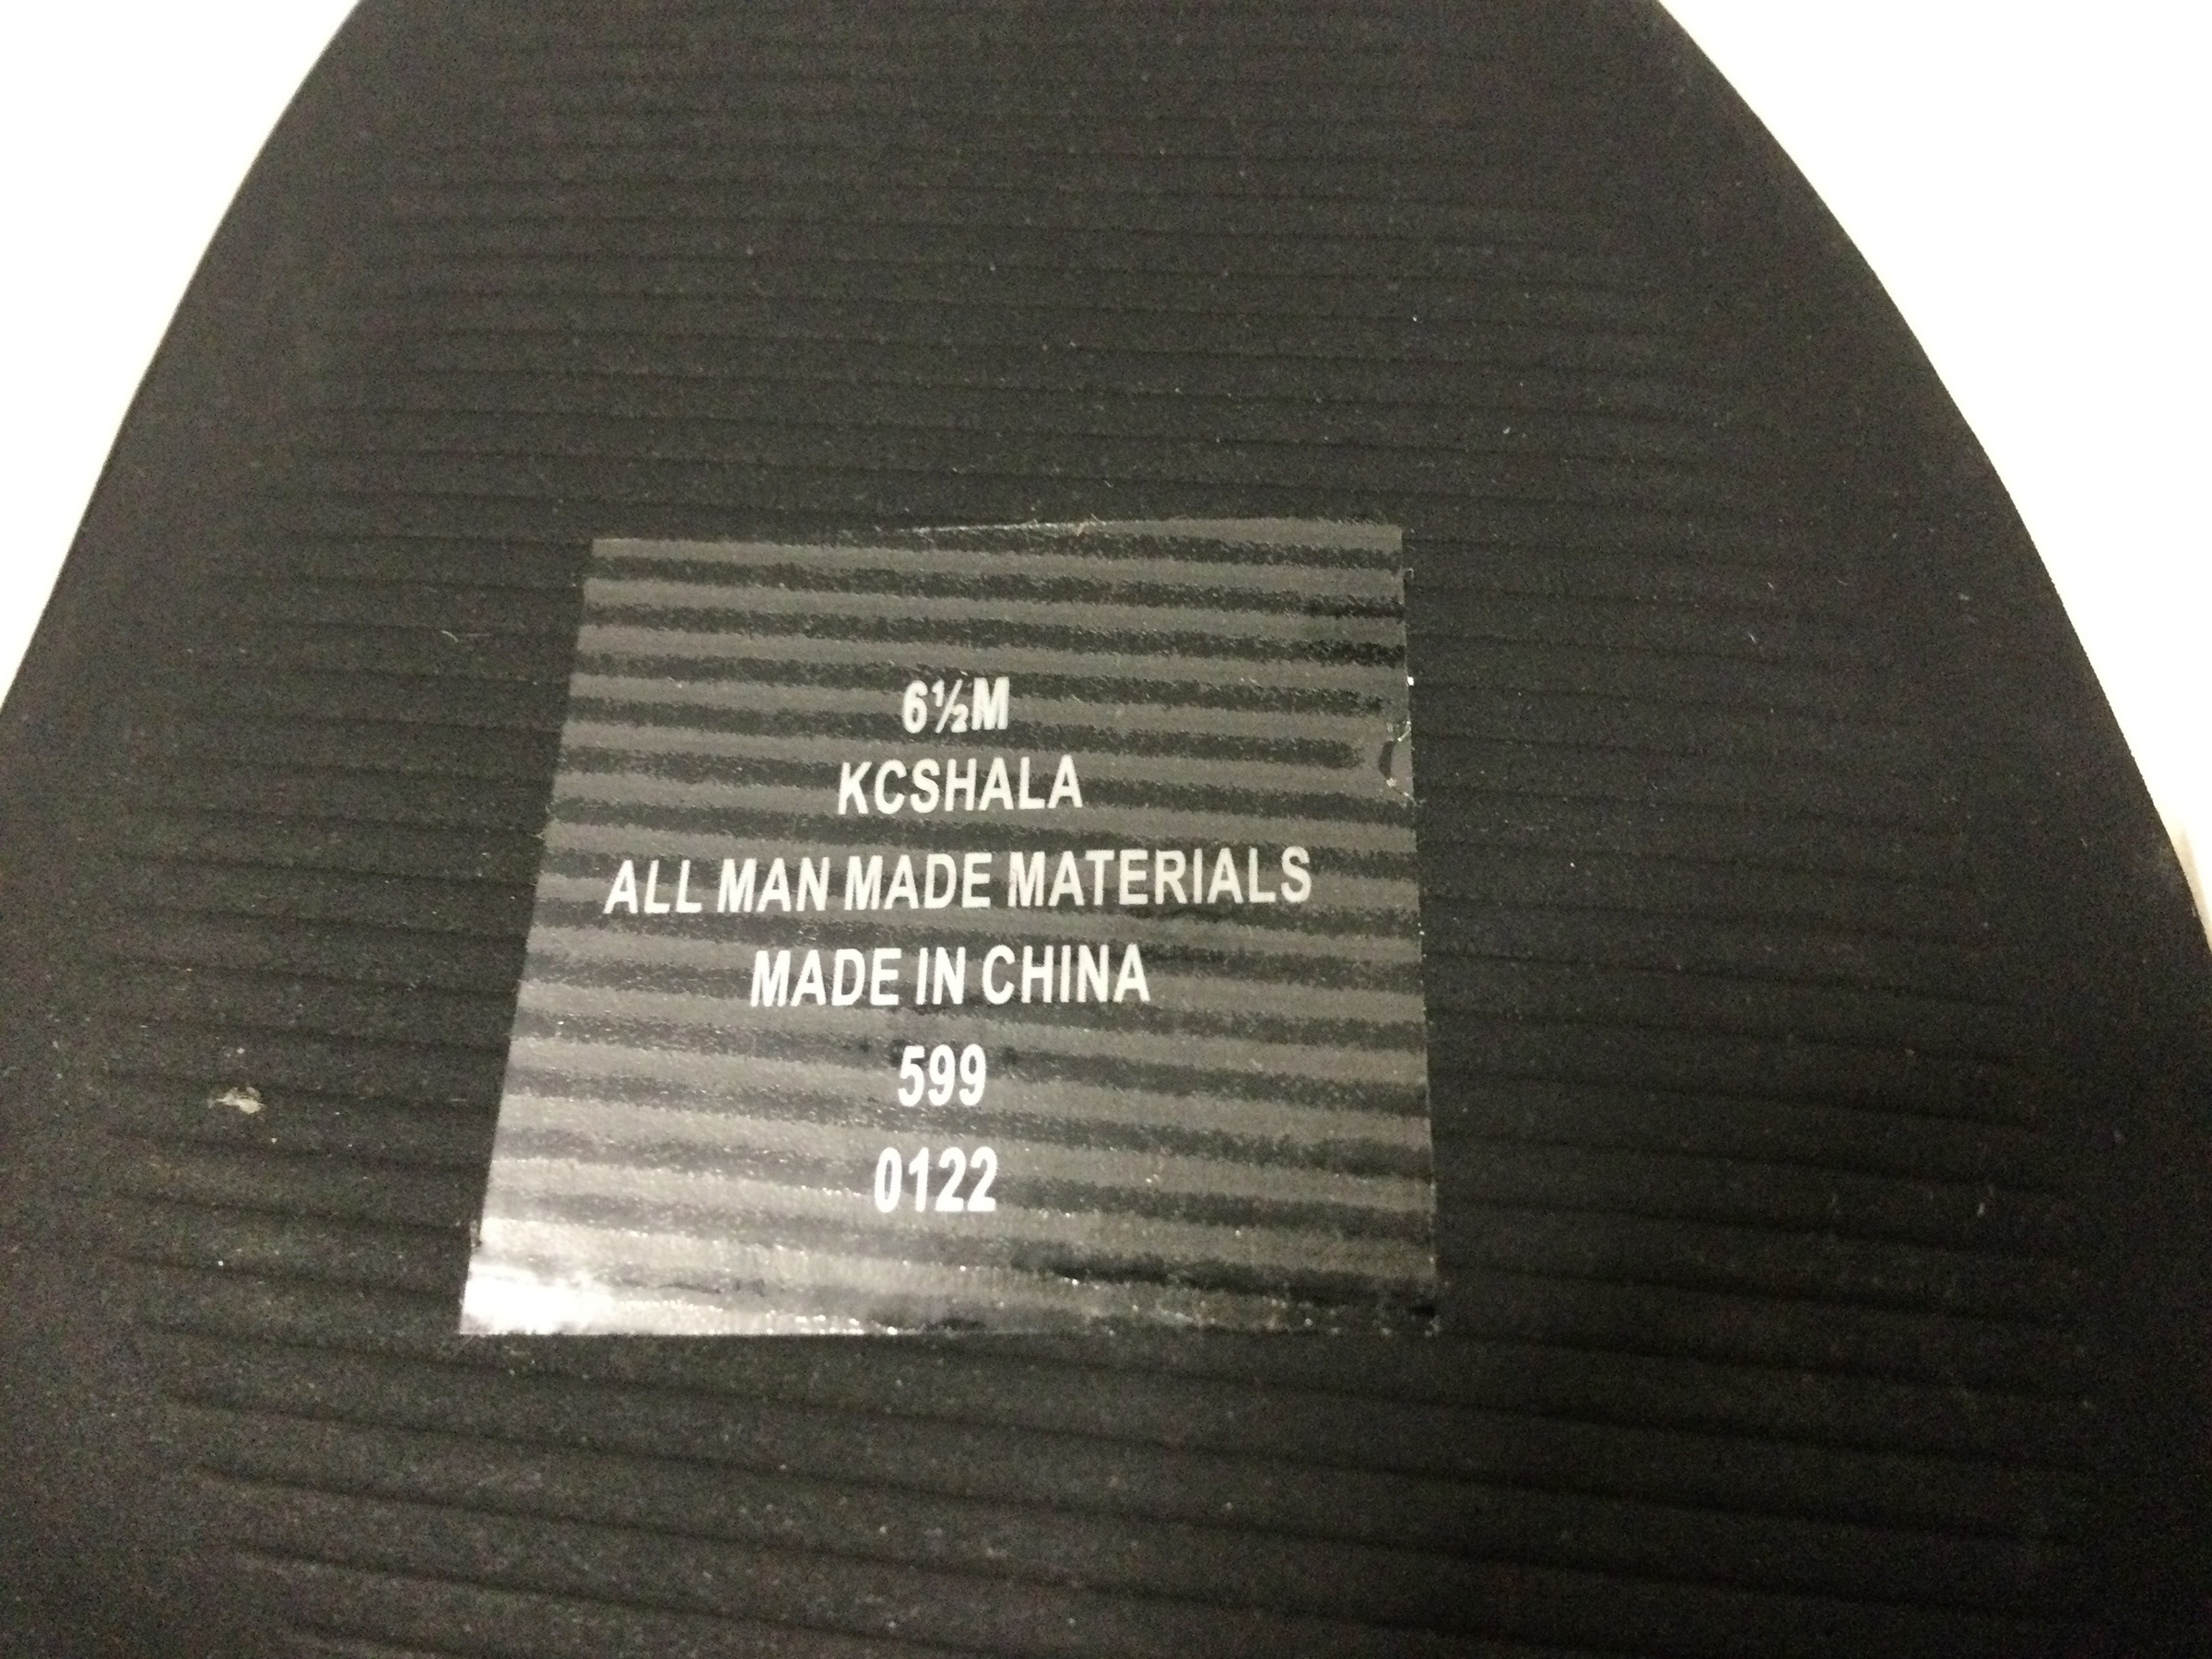 6½M
KCSHALA
ALL MAN MADE MATERIALS
MADE IN CHINA
599
0122